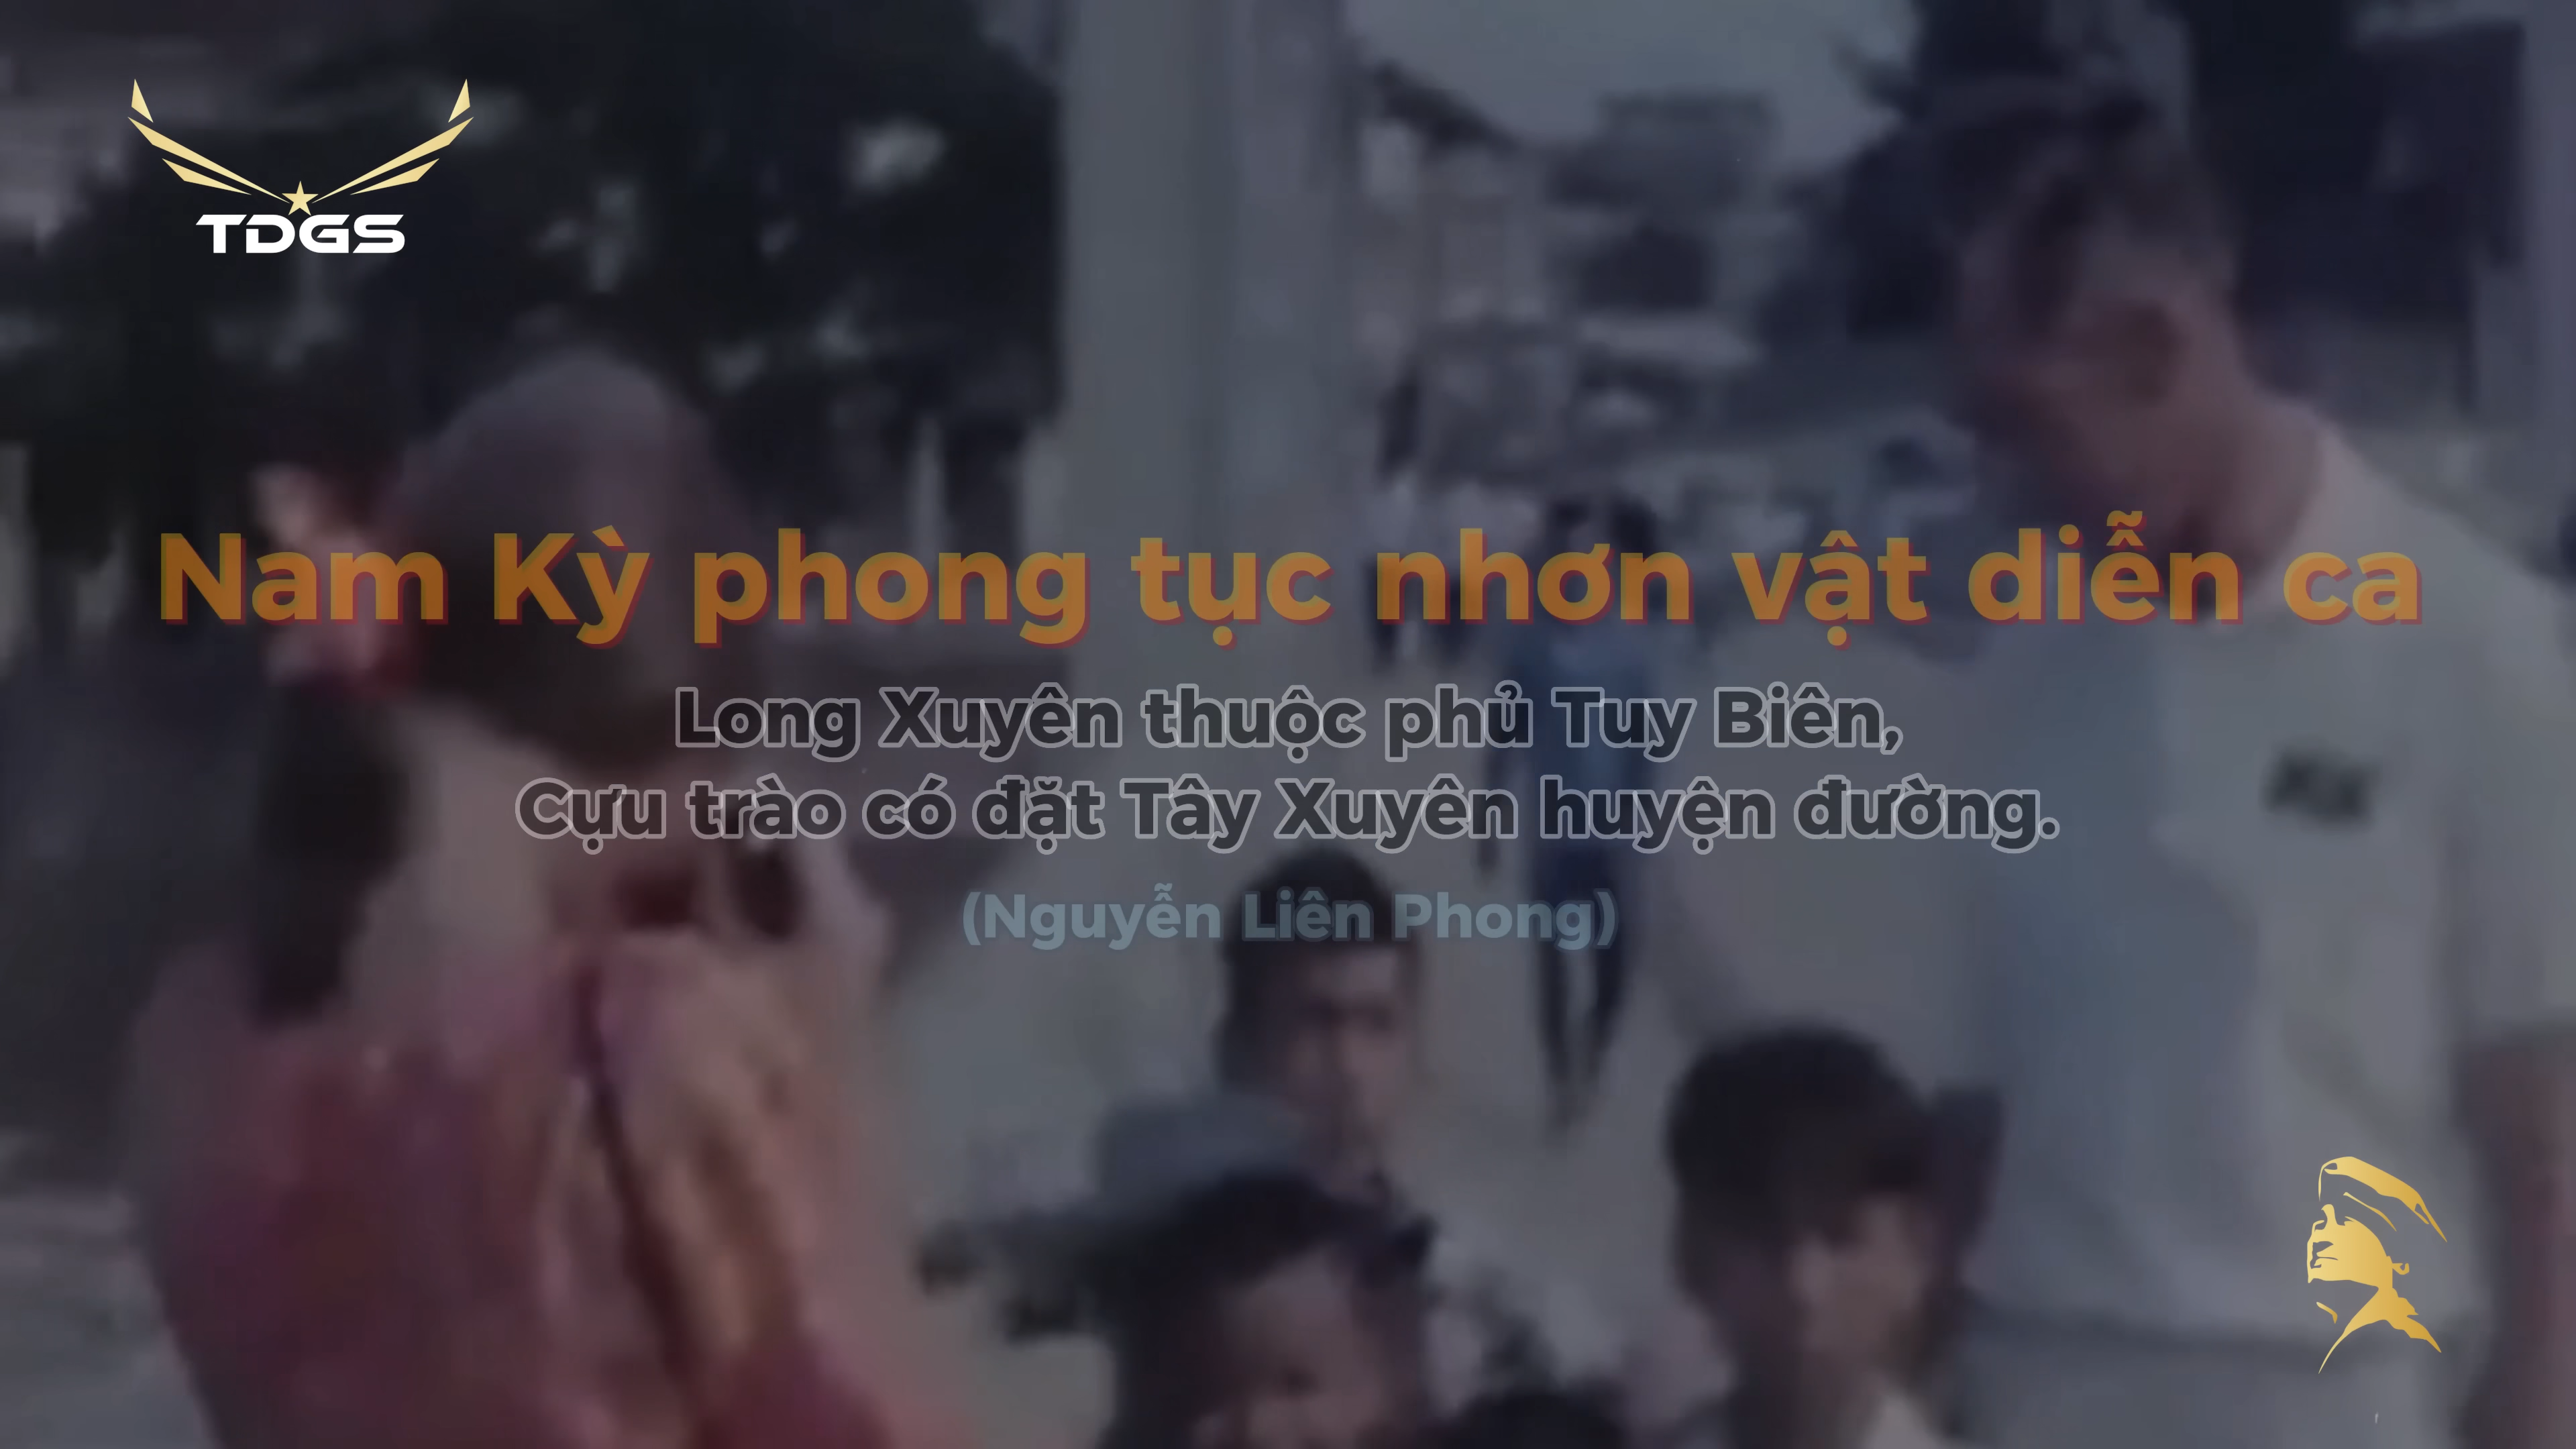 TDGS
Nam Kỳ phong tục nhơn vật diễn ca
Long Xuyên thuộc phủ Tuy Biên,
Cựu trào có đặt Tây Xuyên huyện đường.
(Nguyễn Liên Phong)